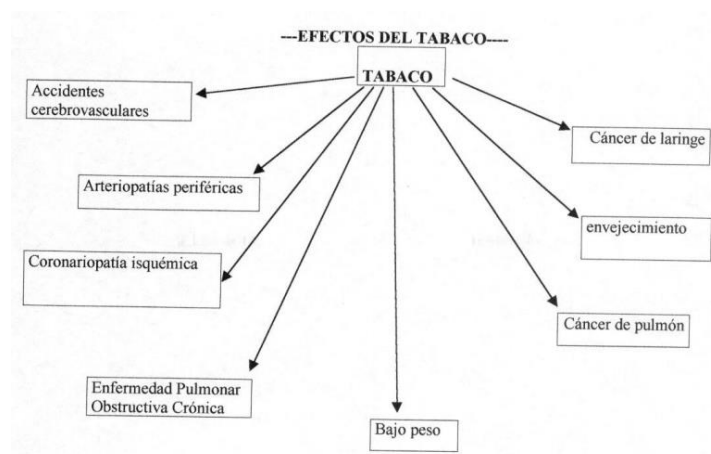 ---EFECTOS DEL TABACO----
TABACO
Accidentes
cerebrovasculares
Cáncer de laringe
Arteriopatías periféricas
envejecimiento
Coronariopatía isquémica
Cáncer de pulmón
Enfermedad Pulmonar
Obstructiva Crónica
Bajo peso